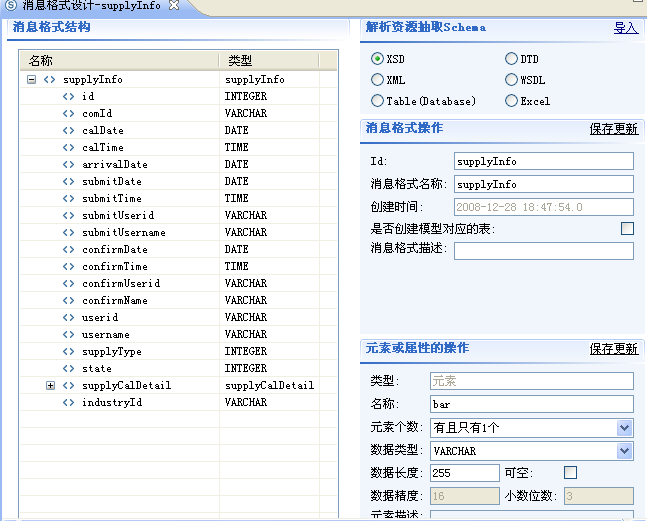 消息格式设计-supplyInfo
消息格式结构
名称 类型
supplyInfo supplyInfo
id INTEGER
comId VARCHAR
calDate DATE
calTime TIME
arrivalDate DATE
submitDate DATE
submitTime TIME
submitUserid VARCHAR
submitUsername VARCHAR
confirmDate DATE
confirmTime TIME
confirmUserid VARCHAR
confirmName VARCHAR
userid VARCHAR
username VARCHAR
supplyType INTEGER
state INTEGER
supplyCalDetail supplyCalDetail
industryId VARCHAR
解析资源抽取Schema 导入
XSD DTD
XML WSDL
Table(Database) Excel
消息格式操作 保存更新
Id: supplyInfo
消息格式名称: supplyInfo
创建时间: 2008-12-28 18:47:54.0
是否创建模型对应的表:
消息格式描述:
元素或属性的操作 保存更新
类型: 元素
名称: bar
元素个数: 有且只有1个
数据类型: VARCHAR
数据长度: 255 可空:
数据精度: 16 小数位数: 3
元素描述: